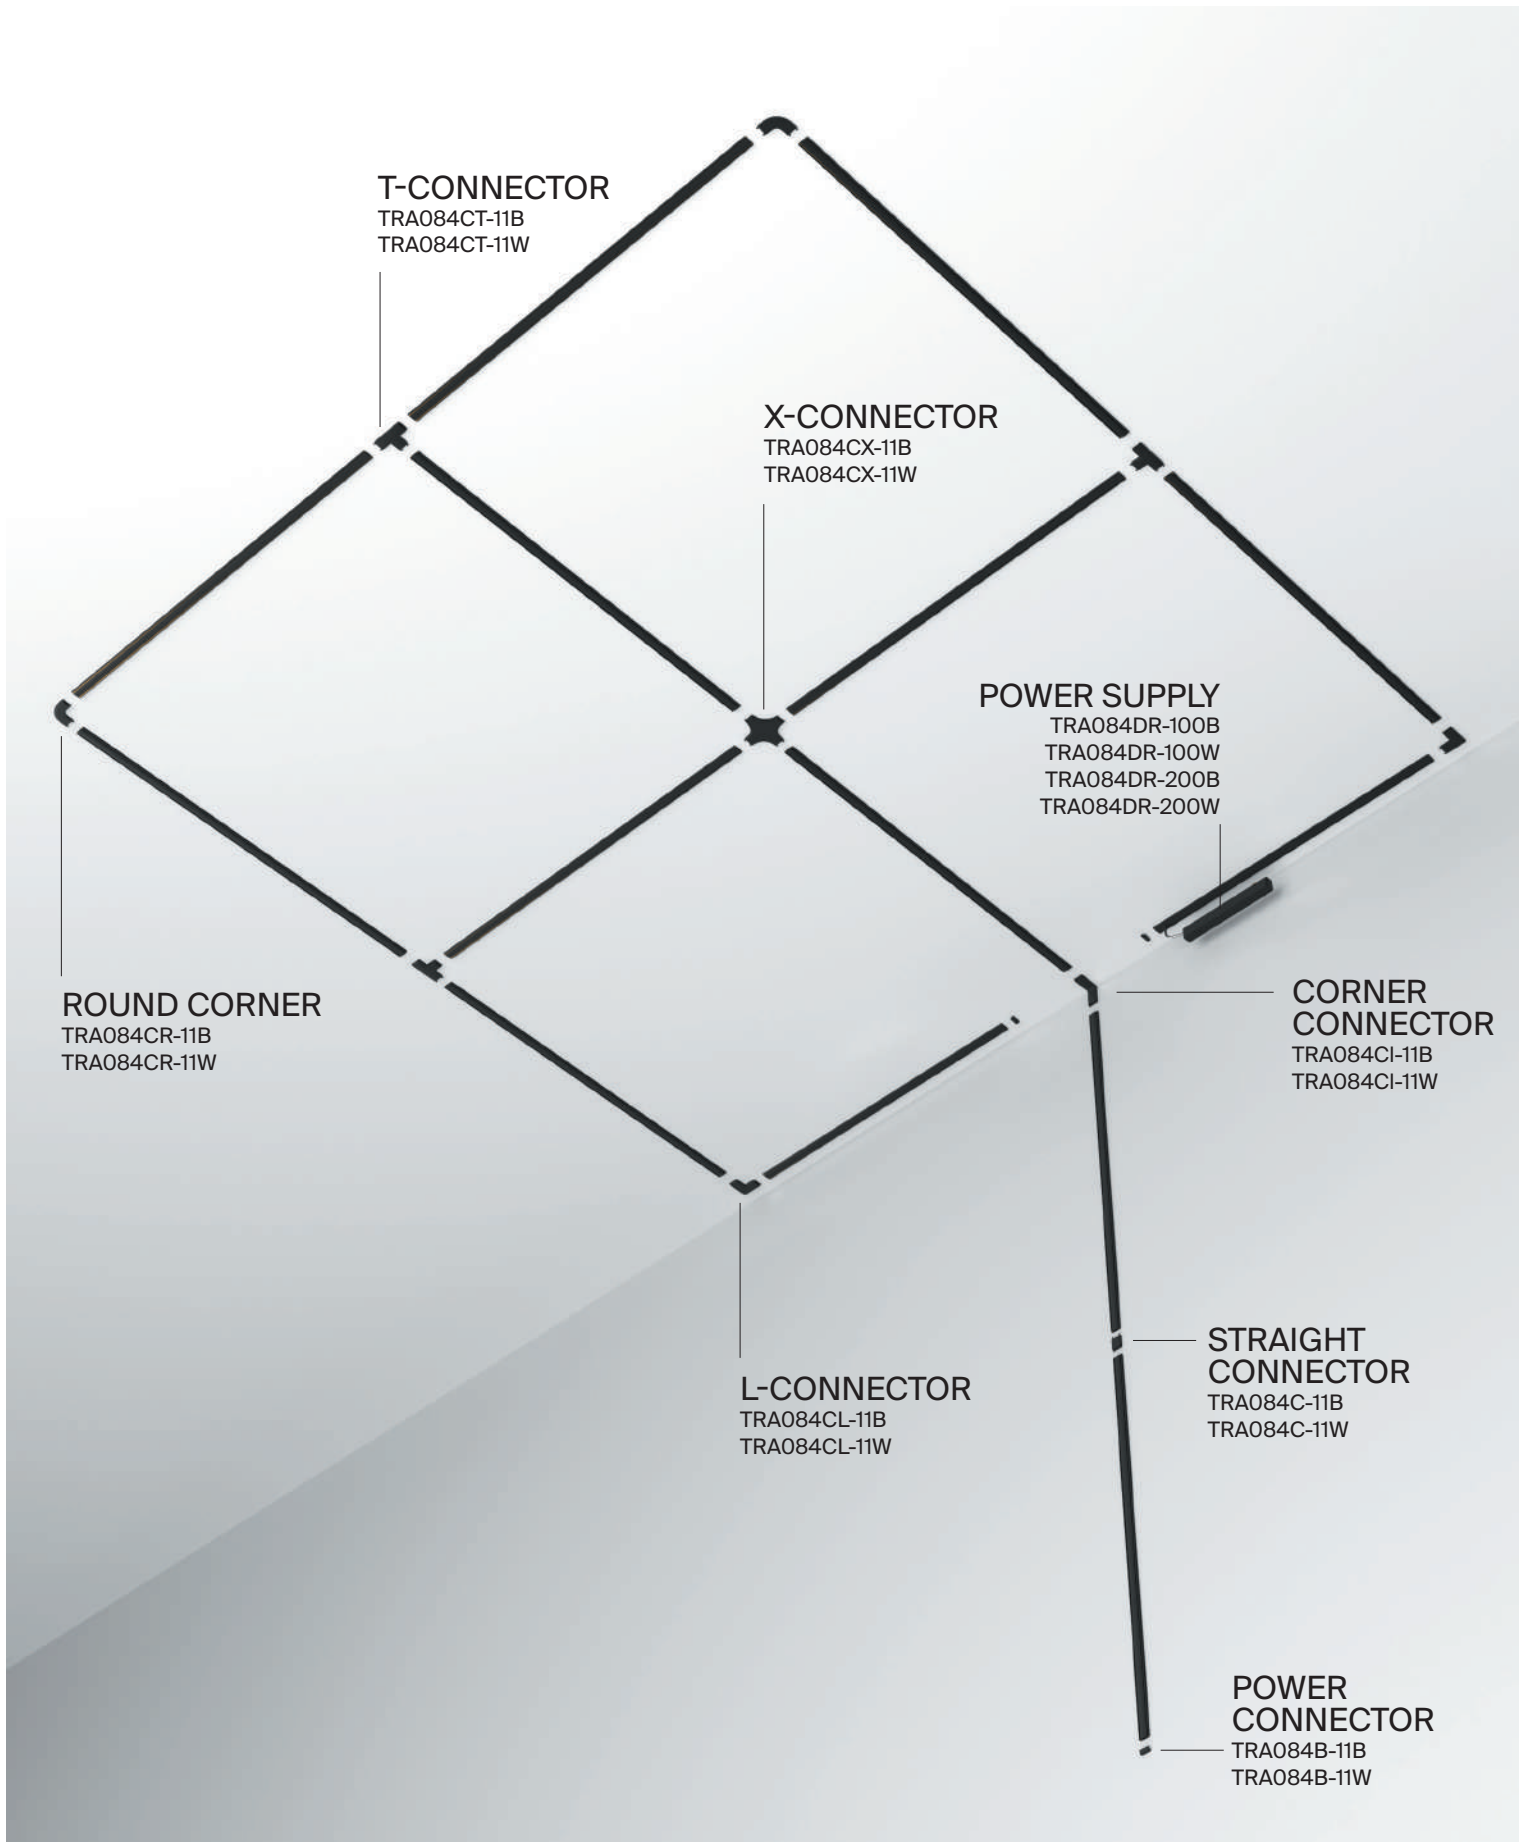 T-CONNECTOR
TRA084CT-11B
TRA084CT-11W
X-CONNECTOR
TRA084CX-11B
TRA084CX-11W
POWER SUPPLY
TRA084DR-100B
TRA084DR-100W
TRA084DR-200B
TRA084DR-200W
ROUND CORNER
TRA084CR-11B
TRA084CR-11W
CORNER
CONNECTOR
TRA084CI-11B
TRA084CI-11W
STRAIGHT
CONNECTOR
TRA084C-11B
TRA084C-11W
L-CONNECTOR
TRA084CL-11B
TRA084CL-11W
POWER
CONNECTOR
TRA084B-11B
TRA084B-11W